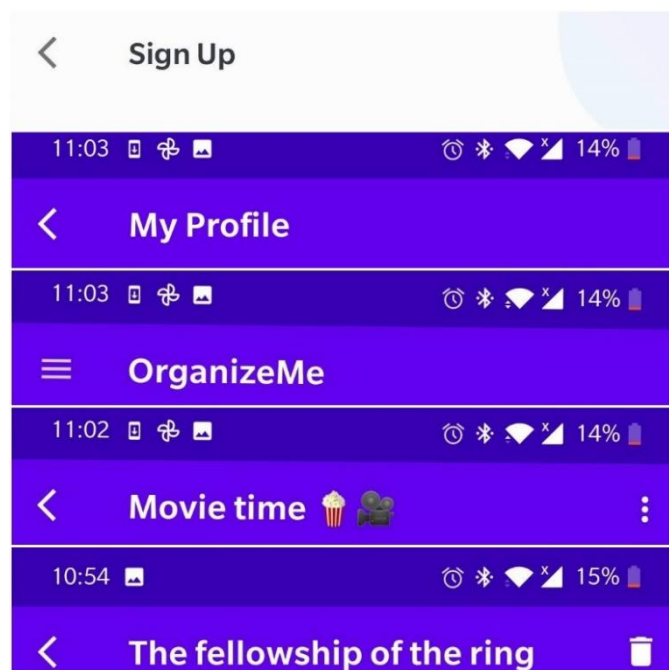 Sign Up
11:03 14%
My Profile
11:03 14%
OrganizeMe
11:02 14%
Movie time 🍿🎥
10:54 15%
The fellowship of the ring